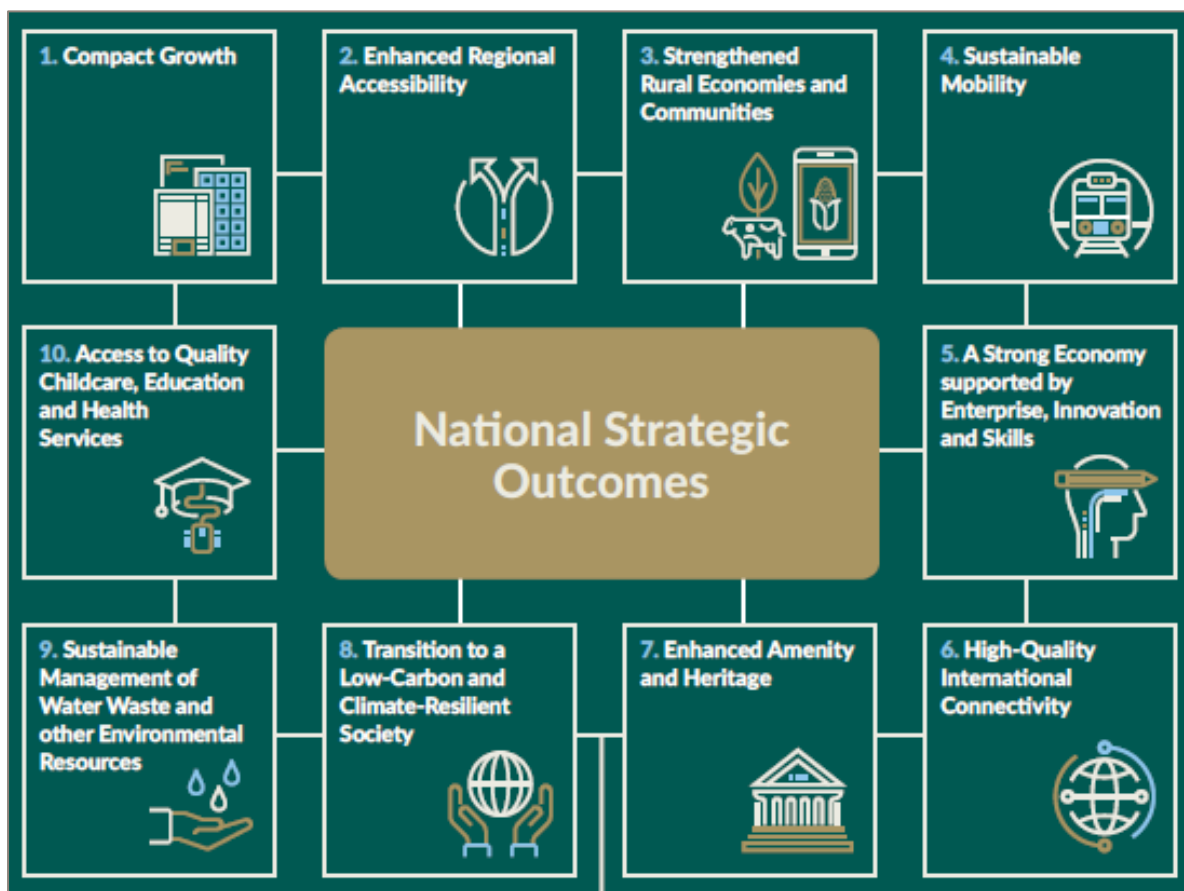 1. Compact Growth
2. Enhanced Regional
Accessibility
3. Strengthened
Rural Economies and
Communities
4. Sustainable
Mobility
10. Access to Quality
Childcare, Education
and Health
Services
National Strategic
Outcomes
5. A Strong Economy
supported by
Enterprise, Innovation
and Skills
9. Sustainable
Management of
Water Waste and
other Environmental
Resources
8. Transition to a
Low-Carbon and
Climate-Resilient
Society
7. Enhanced Amenity
and Heritage
6. High-Quality
International
Connectivity